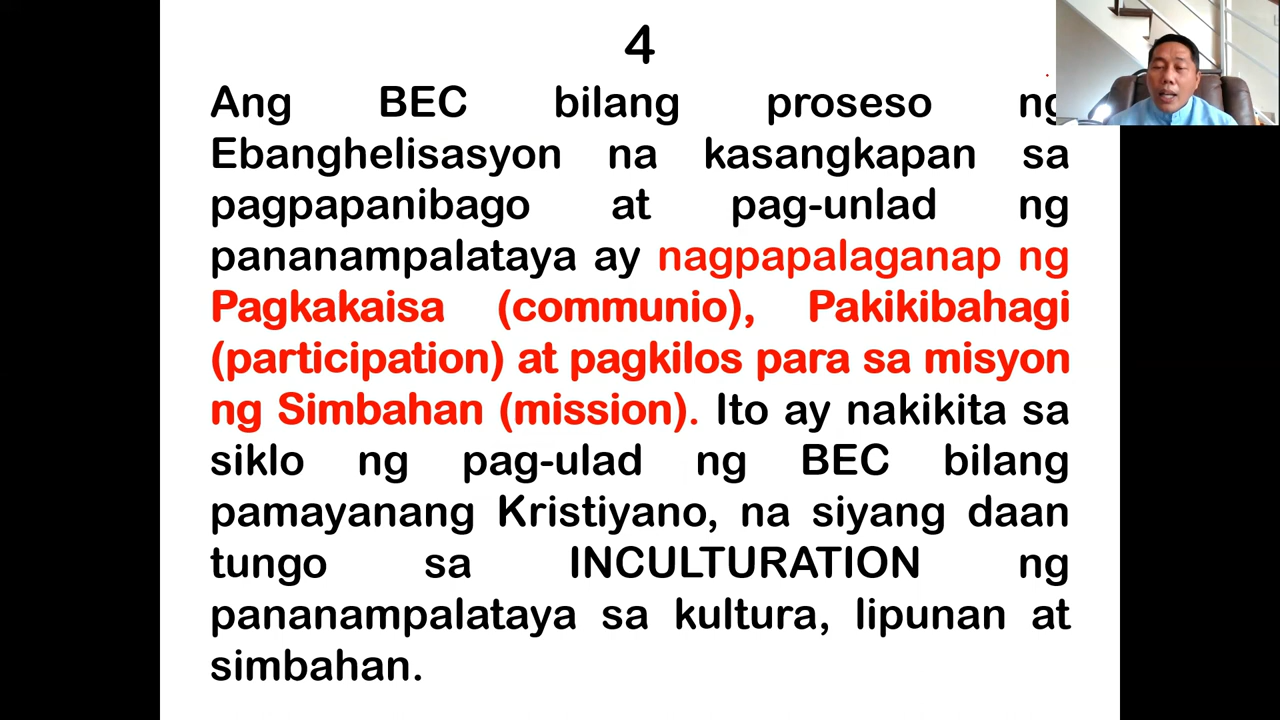 4
Ang BEC bilang proseso ng
Ebanghelisasyon na kasangkapan sa
pagpapanibago at pag-unlad ng
pananampalataya ay nagpapalaganap ng
Pagkakaisa (communio), Pakikibahagi
(participation) at pagkilos para sa misyon
ng Simbahan (mission). Ito ay nakikita sa
siklo ng pag-ulad ng BEC bilang
pamayanang Kristiyano, na siyang daan
tungo sa INCULTURATION ng
pananampalataya sa kultura, lipunan at
simbahan.